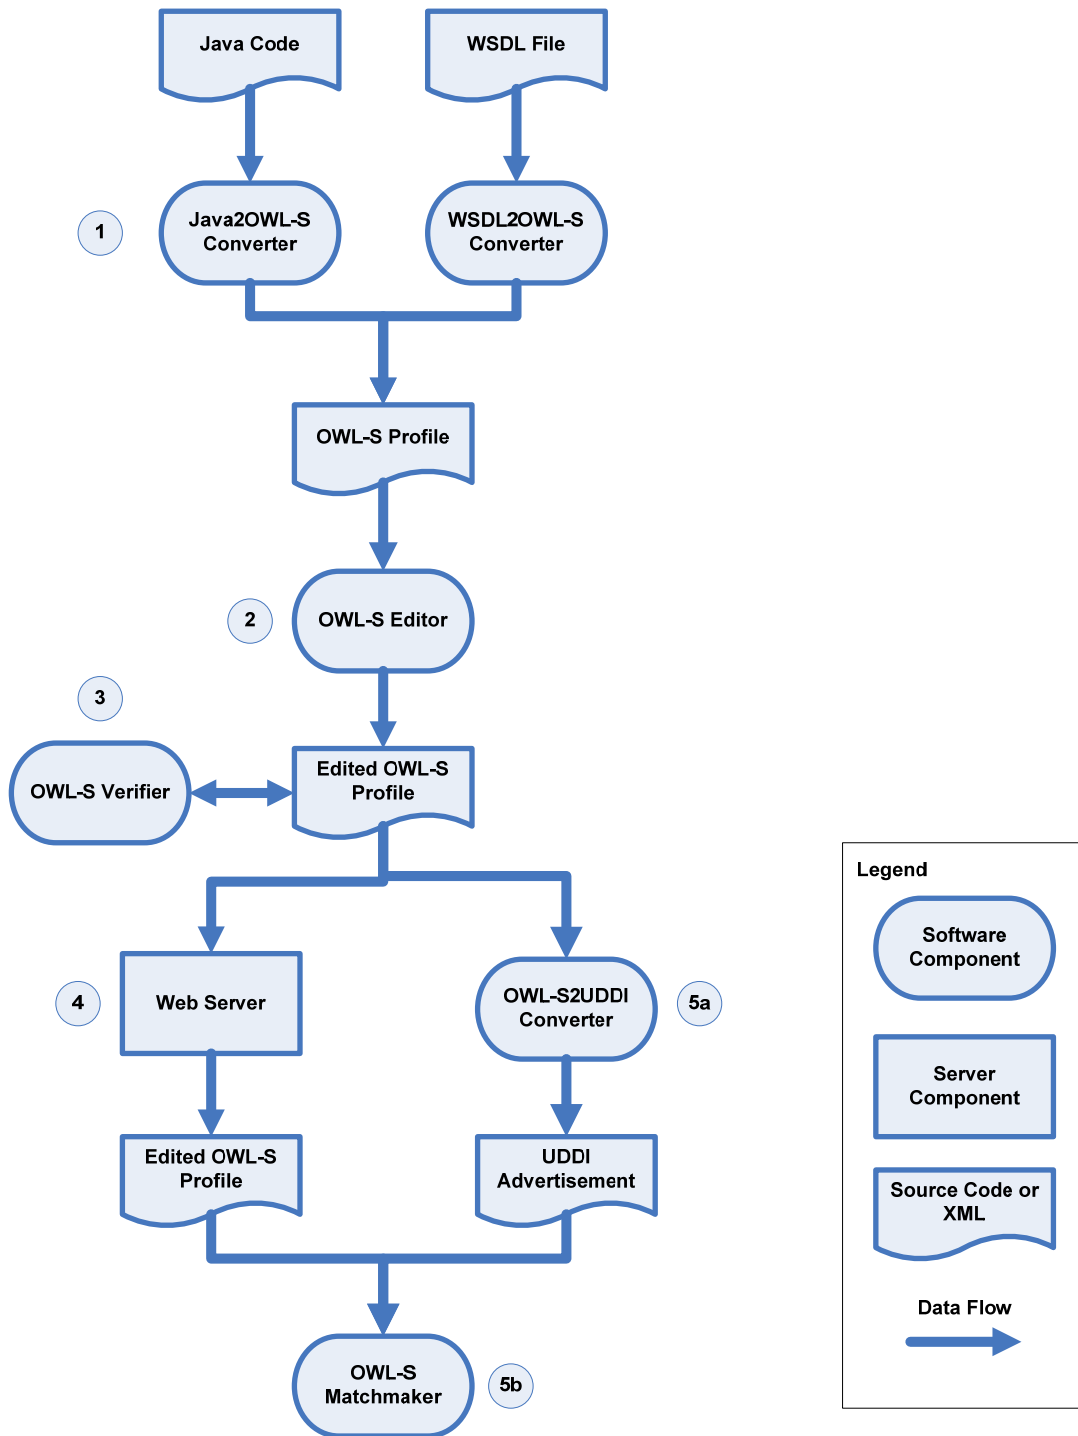 Java Code
WSDL File
1
Java2OWL-S
Converter
WSDL2OWL-S
Converter
OWL-S Profile
2
OWL-S Editor
3
OWL-S Verifier
Edited OWL-S
Profile
4
Web Server
OWL-S2UDDI
Converter
5a
Edited OWL-S
Profile
UDDI
Advertisement
OWL-S
Matchmaker
5b
Legend
Software
Component
Server
Component
Source Code or
XML
Data Flow